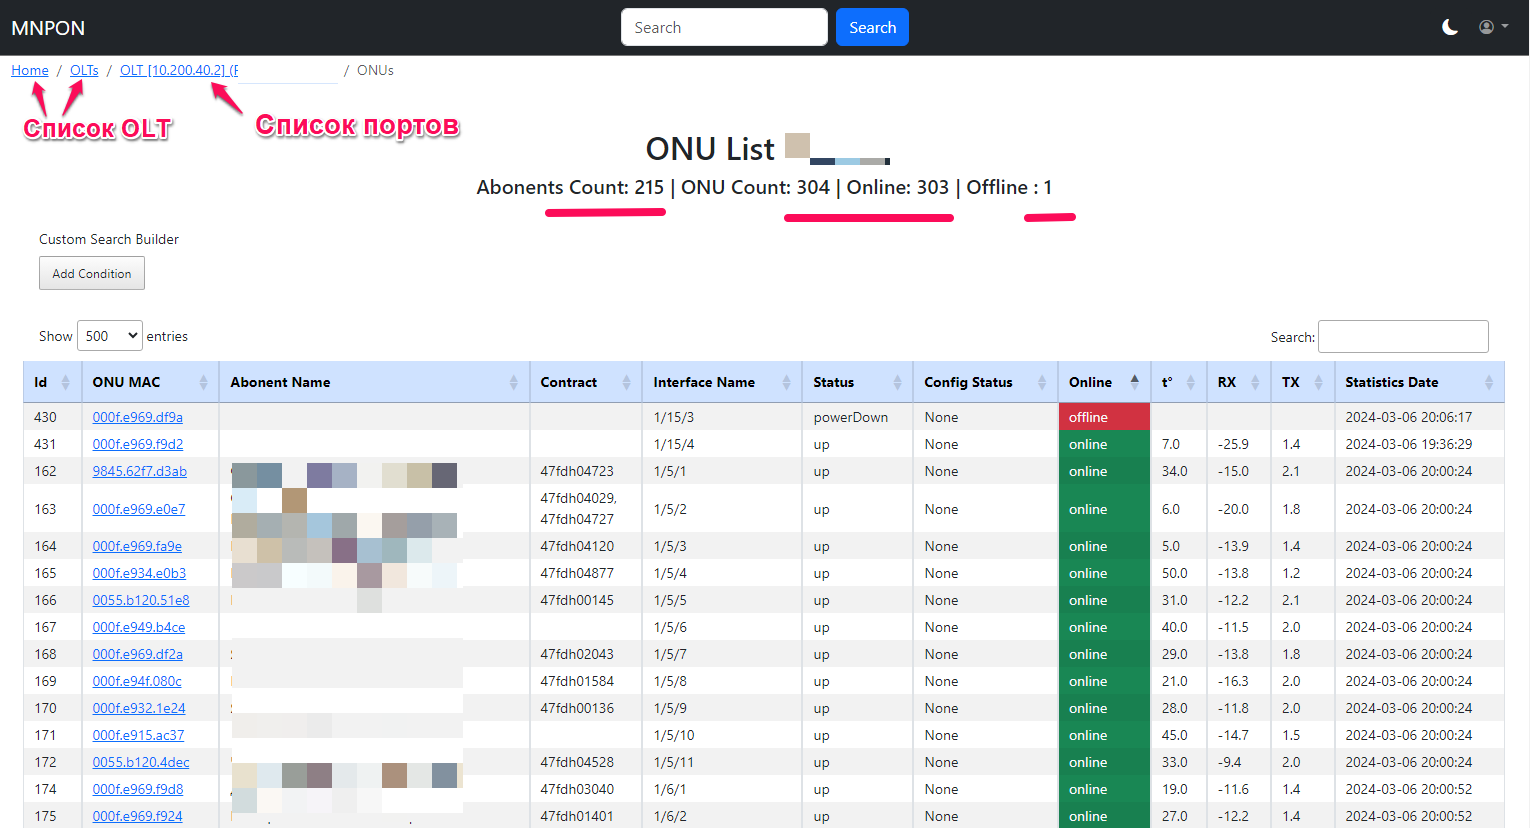 MNPON Search Search
Home / OLTs / OLT [10.200.40.2] ( / ONUs
Список OLT Список портов
ONU List
Abonents Count: 215 | ONU Count: 304 | Online: 303 | Offline : 1
Custom Search Builder
Add Condition
Show 500 entries Search:
Id ONU MAC Abonent Name Contract Interface Name Status Config Status Online t° RX TX Statistics Date
430 000f.e969.df9a 1/15/3 powerDown None offline 2024-03-06 20:06:17
431 000f.e969.f9d2 1/15/4 up None online 7.0 -25.9 1.4 2024-03-06 19:36:29
162 9845.62f7.d3ab 47fdh04723 1/5/1 up None online 34.0 -15.0 2.1 2024-03-06 20:00:24
163 000f.e969.e0e7 47fdh04029, 1/5/2 up None online 6.0 -20.0 1.8 2024-03-06 20:00:24
47fdh04727
164 000f.e969.fa9e 47fdh04120 1/5/3 up None online 5.0 -13.9 1.4 2024-03-06 20:00:24
165 000f.e934.e0b3 47fdh04877 1/5/4 up None online 50.0 -13.8 1.2 2024-03-06 20:00:24
166 0055.b120.51e8 47fdh00145 1/5/5 up None online 31.0 -12.2 2.1 2024-03-06 20:00:24
167 000f.e949.b4ce 1/5/6 up None online 40.0 -11.5 2.0 2024-03-06 20:00:24
168 000f.e969.df2a 47fdh02043 1/5/7 up None online 29.0 -13.8 1.8 2024-03-06 20:00:24
169 000f.e94f.080c 47fdh01584 1/5/8 up None online 21.0 -16.3 2.0 2024-03-06 20:00:24
170 000f.e932.1e24 47fdh00136 1/5/9 up None online 28.0 -11.8 2.0 2024-03-06 20:00:24
171 000f.e915.ac37 1/5/10 up None online 45.0 -14.7 1.5 2024-03-06 20:00:24
172 0055.b120.4dec 47fdh04528 1/5/11 up None online 33.0 -9.4 2.0 2024-03-06 20:00:24
174 000f.e969.f9d8 47fdh03040 1/6/1 up None online 19.0 -11.6 1.4 2024-03-06 20:00:52
175 000f.e969.f924 47fdh01401 1/6/2 up None online 27.0 -12.2 1.4 2024-03-06 20:00:52